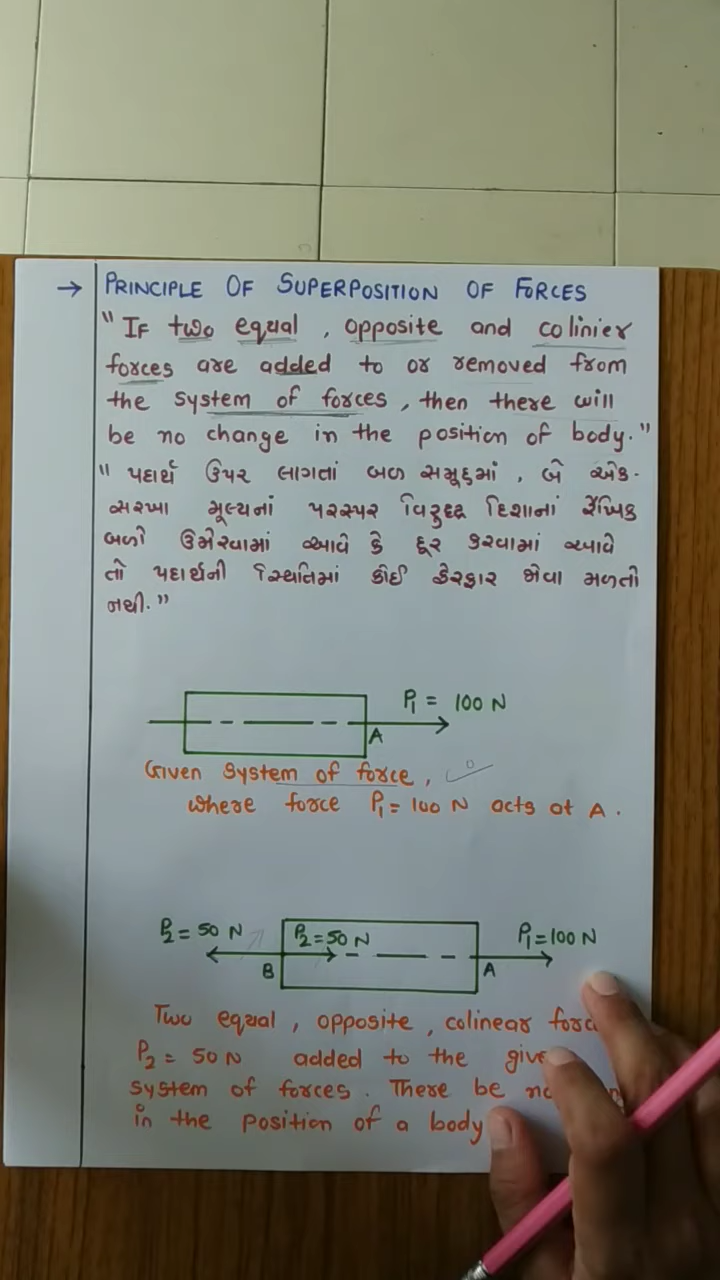 → PRINCIPLE OF SUPERPOSITION OF FORCES
"IF two equal, opposite and colinier
forces are added to or removed from
the system of forces, then there will
be no change in the position of body."
"પદાર્થ ઉપર લાગતાં બળ સમૂહમાં, બે એક-
સરખા મૂલ્યનાં પરસ્પર વિરુદ્ધ દિશાનાં રૈખિક
બળો ઉમેરવામાં આવે કે દૂર કરવામાં આવે
તો પદાર્થની સ્થિતિમાં કોઈ ફેરફાર જોવા મળતો
નથી."
P1 = 100 N
A
Given system of force,
where force P1 = 100 N acts at A.
P2 = 50 N P2 = 50 N P1 = 100 N
B A
Two equal, opposite, colinear
P2 = 50 N added to the
system of forces. There be
in the position of a body